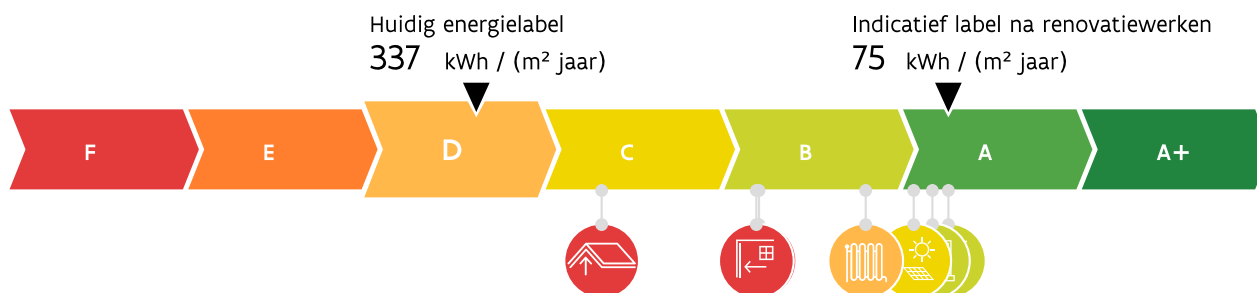 Huidig energielabel
337 kWh / (m² jaar)
Indicatief label na renovatiewerken
75 kWh / (m² jaar)
F E D C B A A+